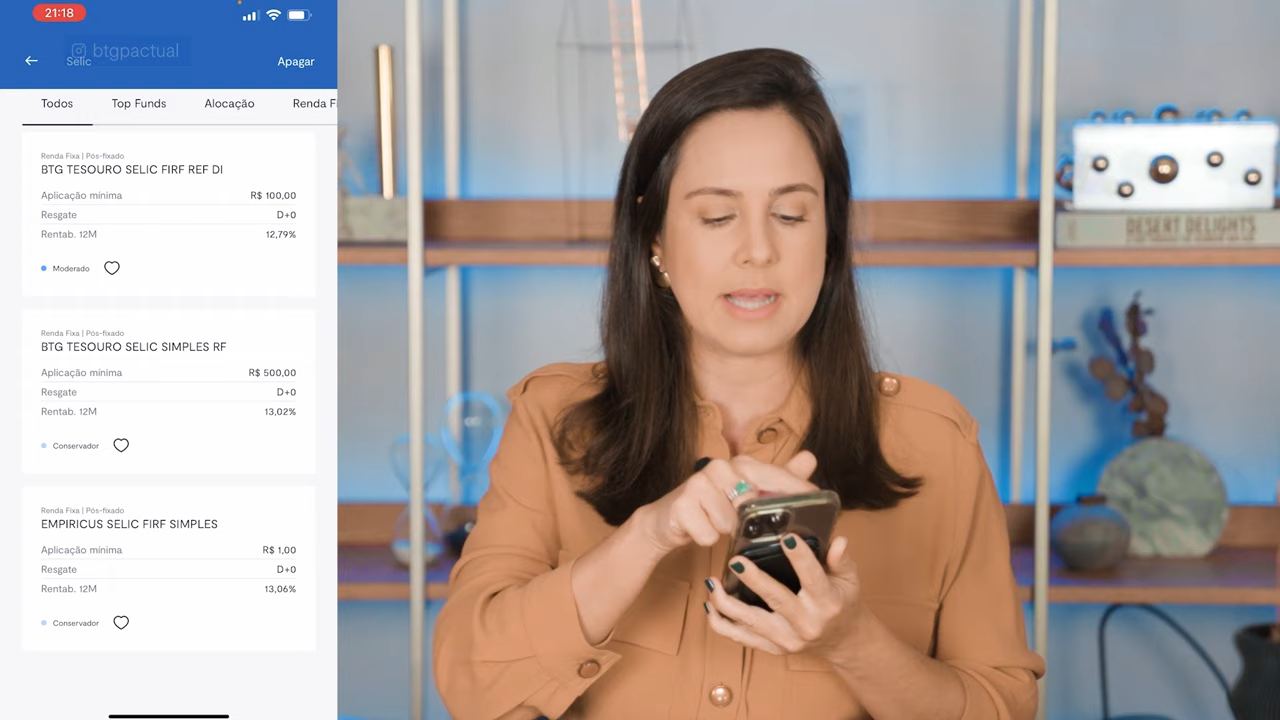 21:18
btgpactual
Selic
Apagar
Todos
Top Funds
Alocação
Renda Fi
Renda Fixa | Pós-fixado
BTG TESOURO SELIC FIRF REF DI
Aplicação mínima R$ 100,00
Resgate D+0
Rentab. 12M 12,79%
Moderado
Renda Fixa | Pós-fixado
BTG TESOURO SELIC SIMPLES RF
Aplicação mínima R$ 500,00
Resgate D+0
Rentab. 12M 13,02%
Conservador
Renda Fixa | Pós-fixado
EMPIRICUS SELIC FIRF SIMPLES
Aplicação mínima R$ 1,00
Resgate D+0
Rentab. 12M 13,06%
Conservador
DESERT DELIGHTS